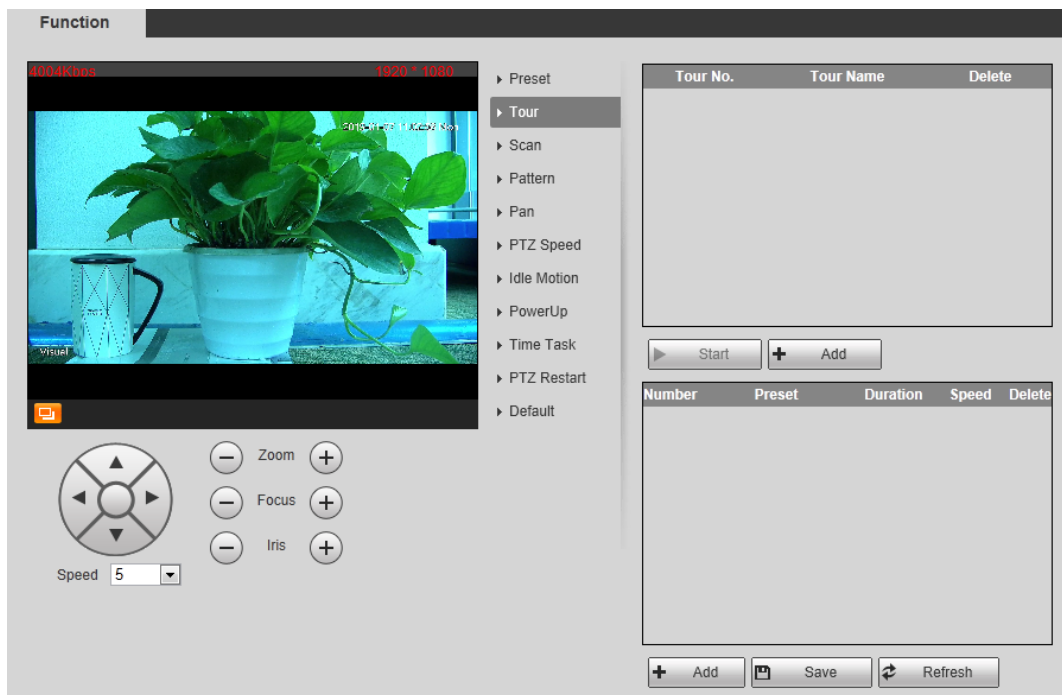 Function
4004Kbps 1920 * 1080
Visual
Speed 5
Zoom
Focus
Iris
Preset
Tour
Scan
Pattern
Pan
PTZ Speed
Idle Motion
PowerUp
Time Task
PTZ Restart
Default
Tour No. Tour Name Delete
Start Add
Number Preset Duration Speed Delete
Add Save Refresh